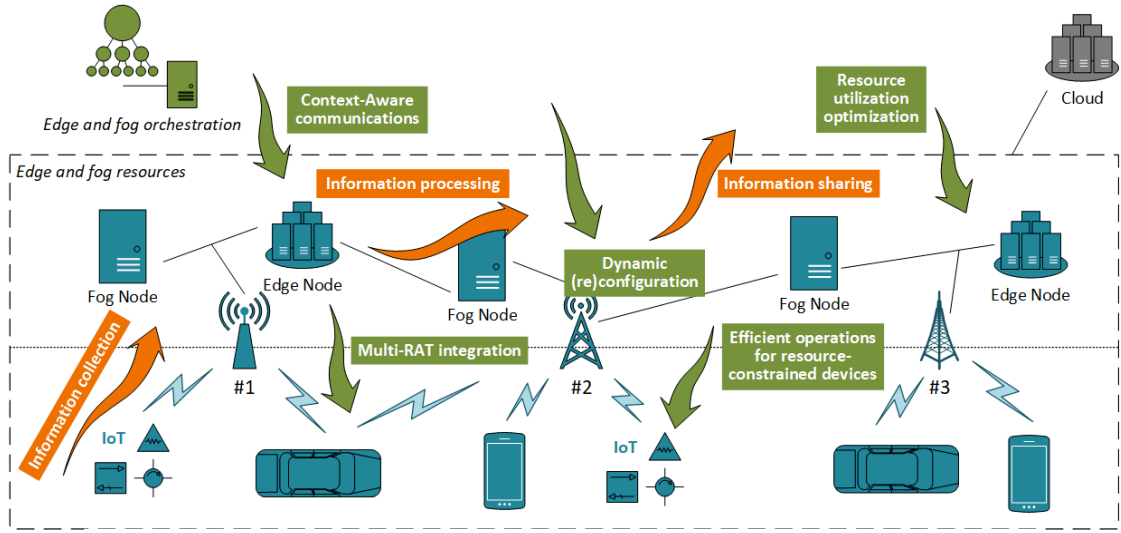 Edge and fog orchestration
Context-Aware
communications
Resource
utilization
optimization
Cloud
Edge and fog resources
Information processing
Information sharing
Fog Node
Edge Node
Fog Node
Dynamic
(re)configuration
Fog Node
Edge Node
Information collection
Multi-RAT integration
Efficient operations
for resource-
constrained devices
#1
#2
#3
IoT
IoT